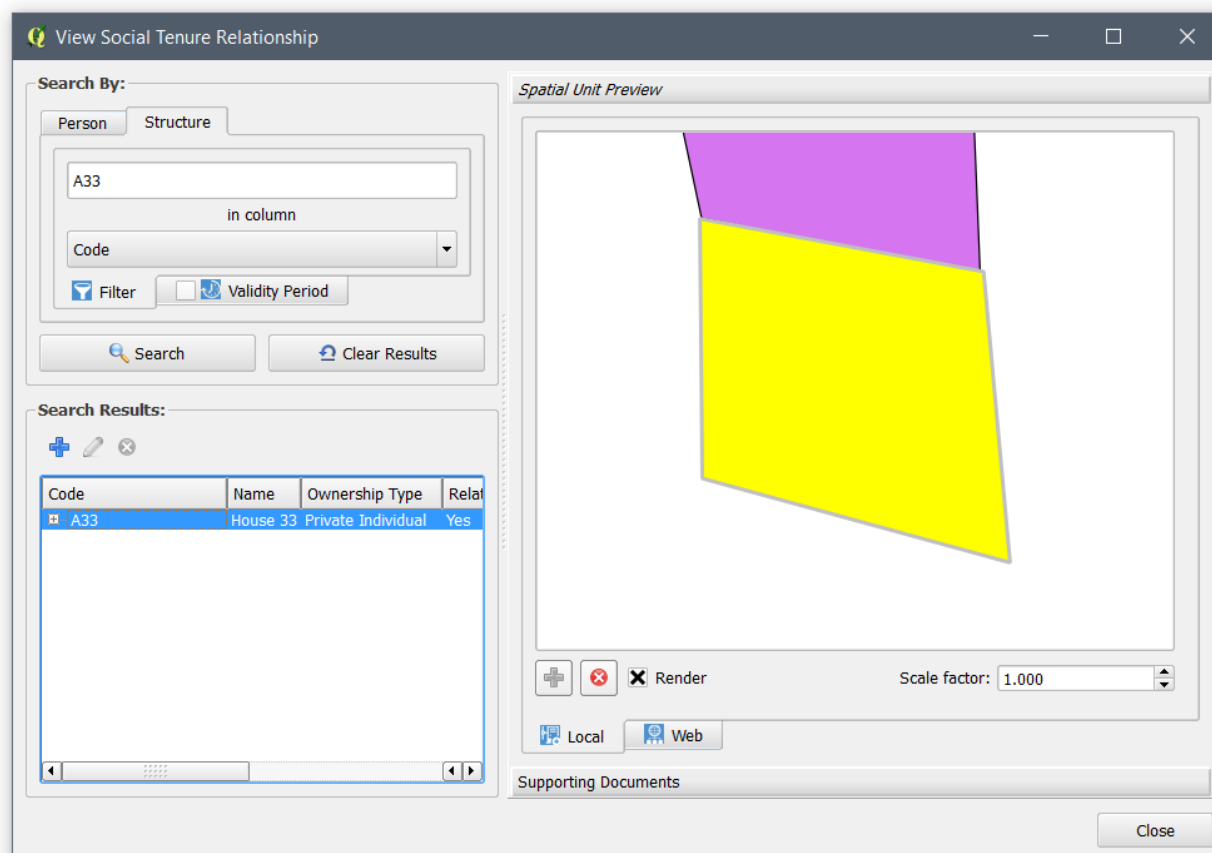 View Social Tenure Relationship
Search By:
Person Structure
A33
in column
Code
Filter Validity Period
Search Clear Results
Search Results:
Code Name Ownership Type Relat
A33 House 33 Private Individual Yes
Spatial Unit Preview
Render Scale factor: 1.000
Local Web
Supporting Documents
Close